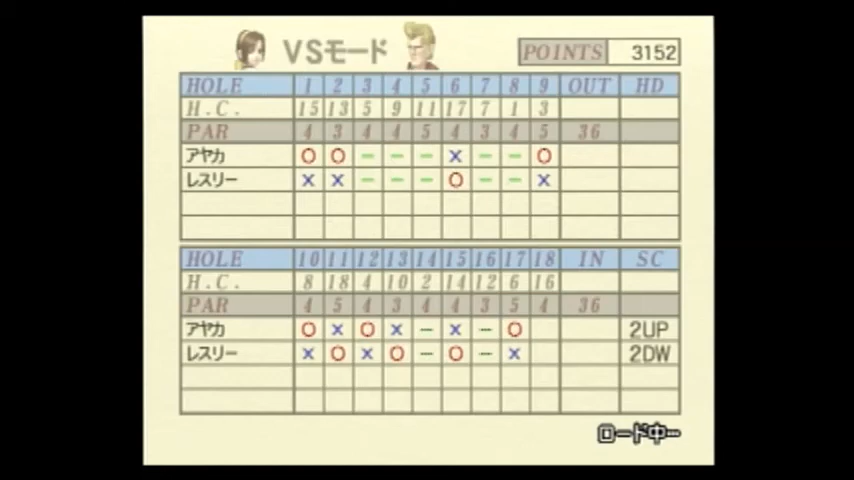 VSモード POINTS 3152
HOLE 1 2 3 4 5 6 7 8 9 OUT HD
H.C. 15 13 5 9 11 17 7 1 3
PAR 4 3 4 4 5 4 3 4 5 36
アヤカ O O - - - x - - O
レスリー x x - - - O - - x
HOLE 10 11 12 13 14 15 16 17 18 IN SC
H.C. 8 18 4 10 2 14 12 6 16
PAR 4 5 4 3 4 4 3 5 4 36
アヤカ O x O x - x - O 2UP
レスリー x O x O - O - x 2DW
ロード中…